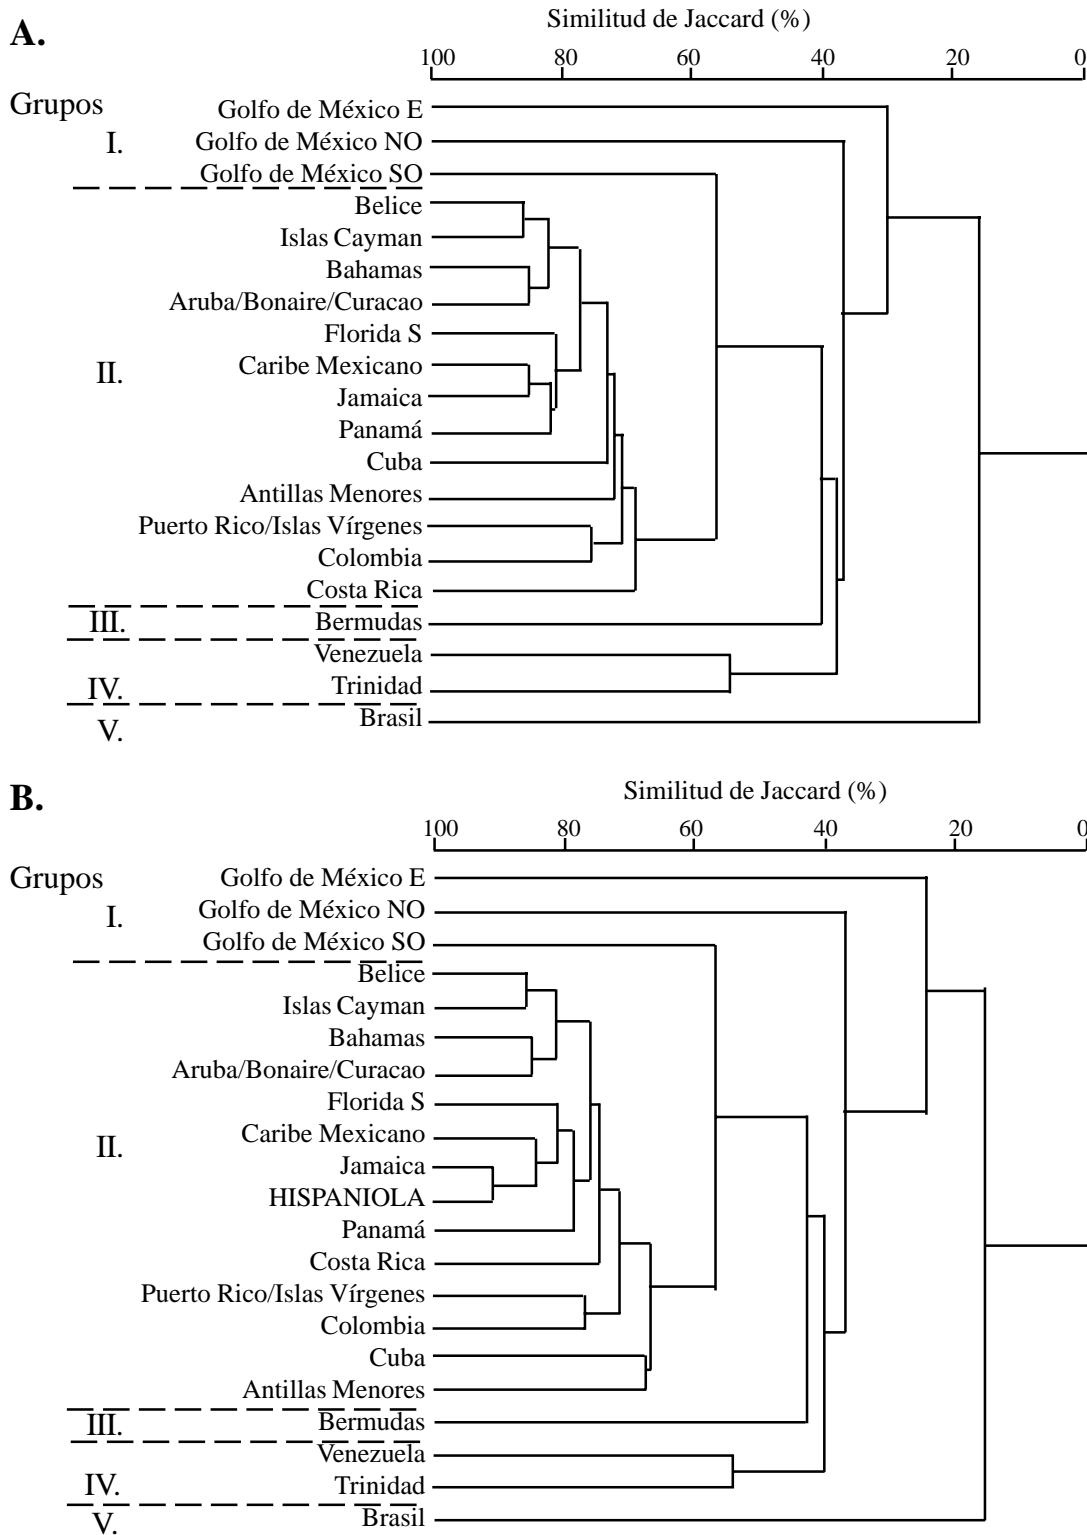 A.
Similitud de Jaccard (%)
100 80 60 40 20 0
Grupos
Golfo de México E
I.
Golfo de México NO
Golfo de México SO
Belice
Islas Cayman
Bahamas
Aruba/Bonaire/Curacao
Florida S
II.
Caribe Mexicano
Jamaica
Panamá
Cuba
Antillas Menores
Puerto Rico/Islas Vírgenes
Colombia
Costa Rica
III.
Bermudas
Venezuela
IV.
Trinidad
V.
Brasil
B.
Similitud de Jaccard (%)
100 80 60 40 20 0
Grupos
Golfo de México E
I.
Golfo de México NO
Golfo de México SO
Belice
Islas Cayman
Bahamas
Aruba/Bonaire/Curacao
Florida S
II.
Caribe Mexicano
Jamaica
HISPANIOLA
Panamá
Costa Rica
Puerto Rico/Islas Vírgenes
Colombia
Cuba
Antillas Menores
III.
Bermudas
Venezuela
IV.
Trinidad
V.
Brasil